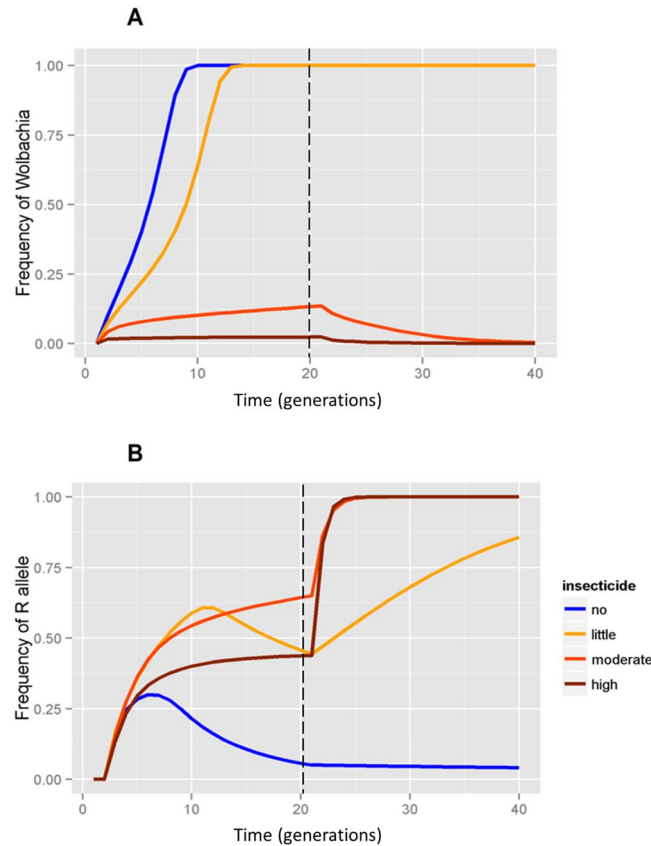 A
1.00
0.75
0.50
0.25
0.00
Frequency of Wolbachia
0 10 20 30 40
Time (generations)
B
1.00
0.75
0.50
0.25
0.00
Frequency of R allele
0 10 20 30 40
Time (generations)
insecticide
no
little
moderate
high